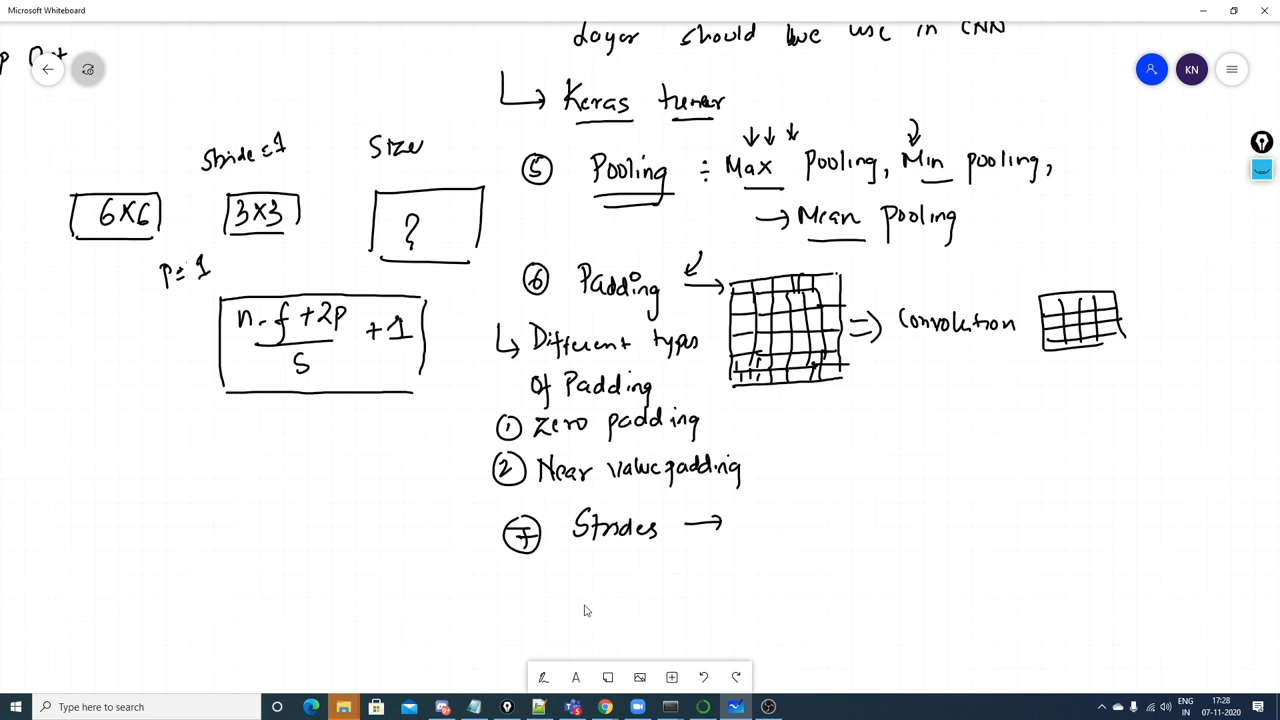 Microsoft Whiteboard
Layer should we use in CNN
Keras tuner
KN
Stride = 1
Size
6X6
3X3
?
P = 1
n - f + 2p
S
+ 1
5 Pooling ÷ Max Pooling, Min pooling,
→ Mean Pooling
6 Padding →
Different types
of Padding
1 Zero padding
2 Near value padding
7 Strides →
=> Convolution
A
Type here to search
ENG
IN
17:28
07-11-2020